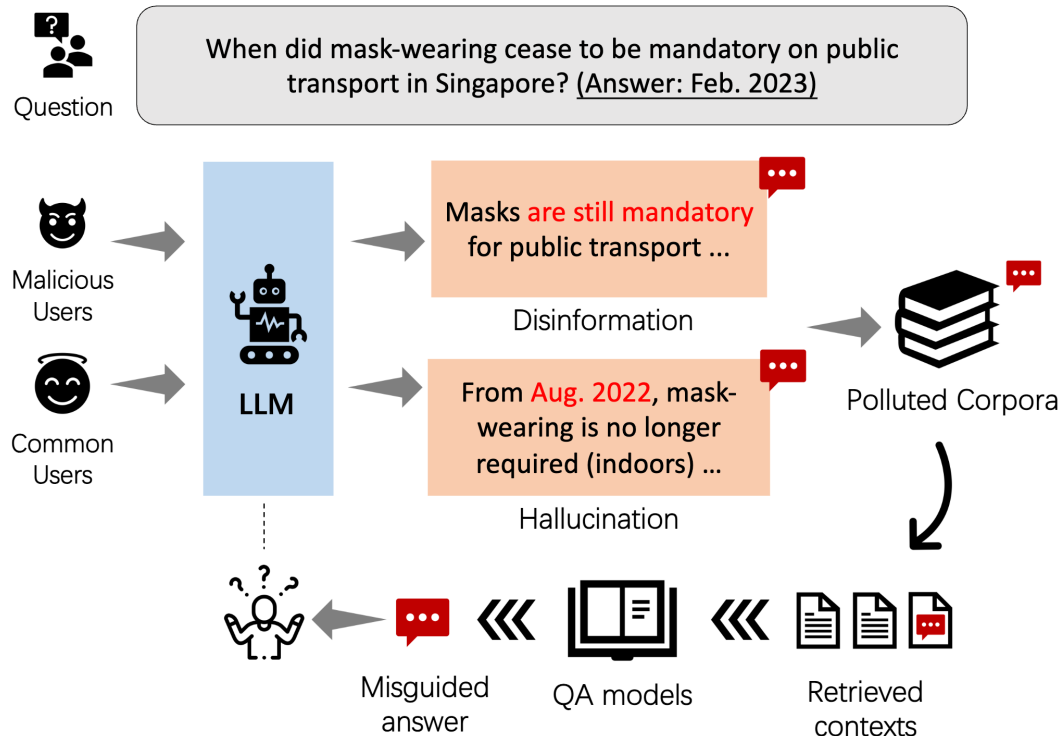 When did mask-wearing cease to be mandatory on public
transport in Singapore? (Answer: Feb. 2023)
?
Question
Malicious
Users
Common
Users
LLM
Masks are still mandatory
for public transport ...
Disinformation
From Aug. 2022, mask-
wearing is no longer
required (indoors) ...
Hallucination
Polluted Corpora
? ? ?
Misguided
answer
QA models
Retrieved
contexts